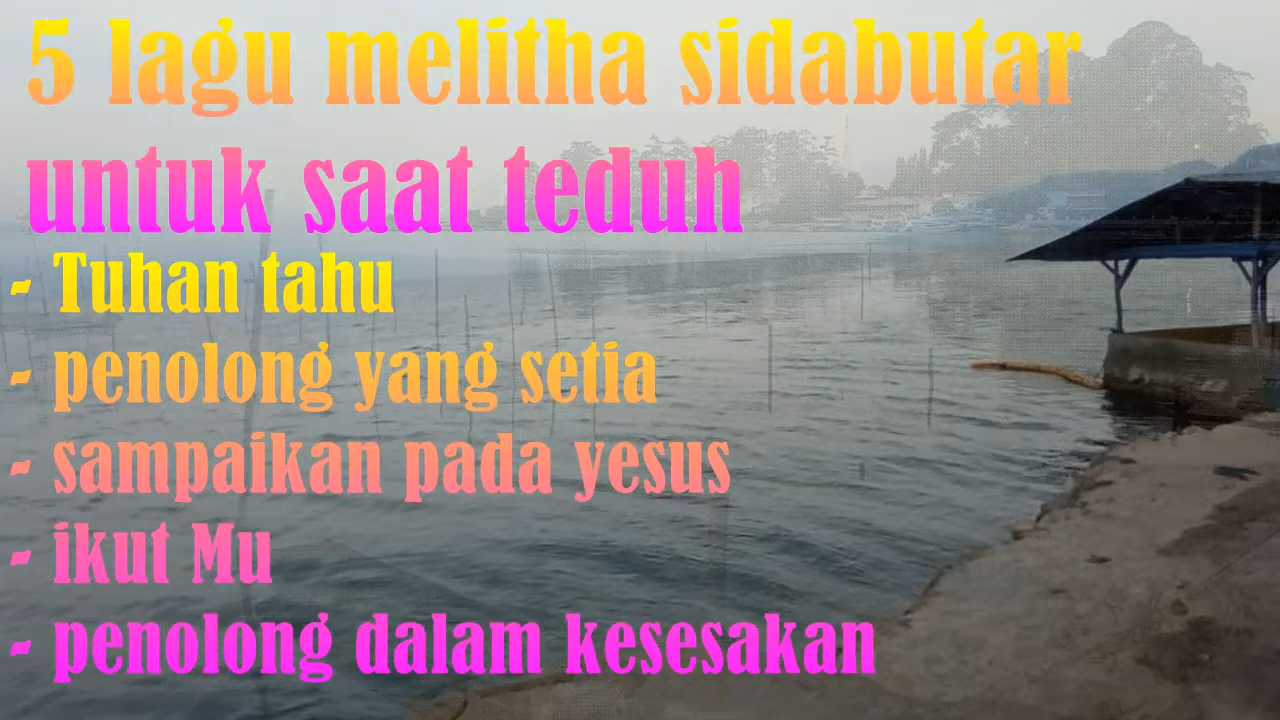 5 lagu melitha sidabutar
untuk saat teduh
- Tuhan tahu
- penolong yang setia
- sampaikan pada yesus
- ikut Mu
- penolong dalam kesesakan